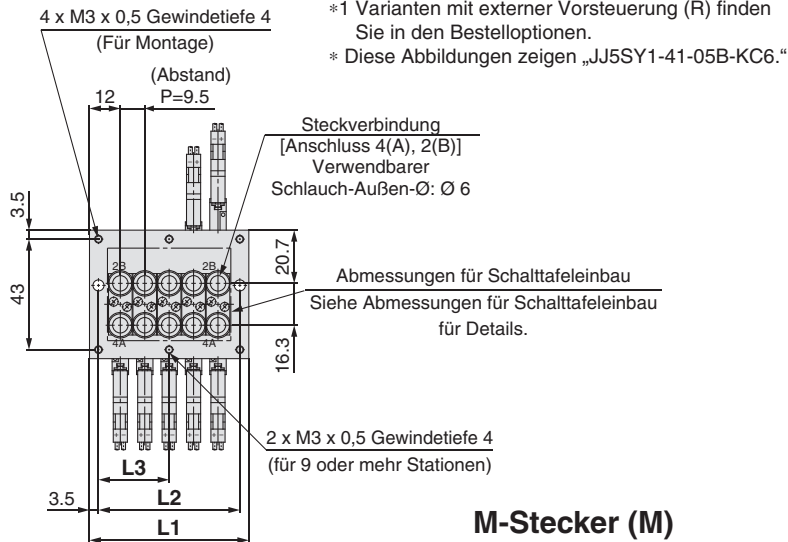 4 x M3 x 0,5 Gewindetiefe 4
(Für Montage)
∗1 Varianten mit externer Vorsteuerung (R) finden
Sie in den Bestelloptionen.
∗ Diese Abbildungen zeigen „JJ5SY1-41-05B-KC6.“
(Abstand)
12
P=9.5
Steckverbindung
[Anschluss 4(A), 2(B)]
Verwendbarer
Schlauch-Außen-Ø: Ø 6
3.5
43
20.7
16.3
2B
2B
4A
4A
Abmessungen für Schalttafeleinbau
Siehe Abmessungen für Schalttafeleinbau
für Details.
2 x M3 x 0,5 Gewindetiefe 4
(für 9 oder mehr Stationen)
L3
3.5
L2
L1
M-Stecker (M)